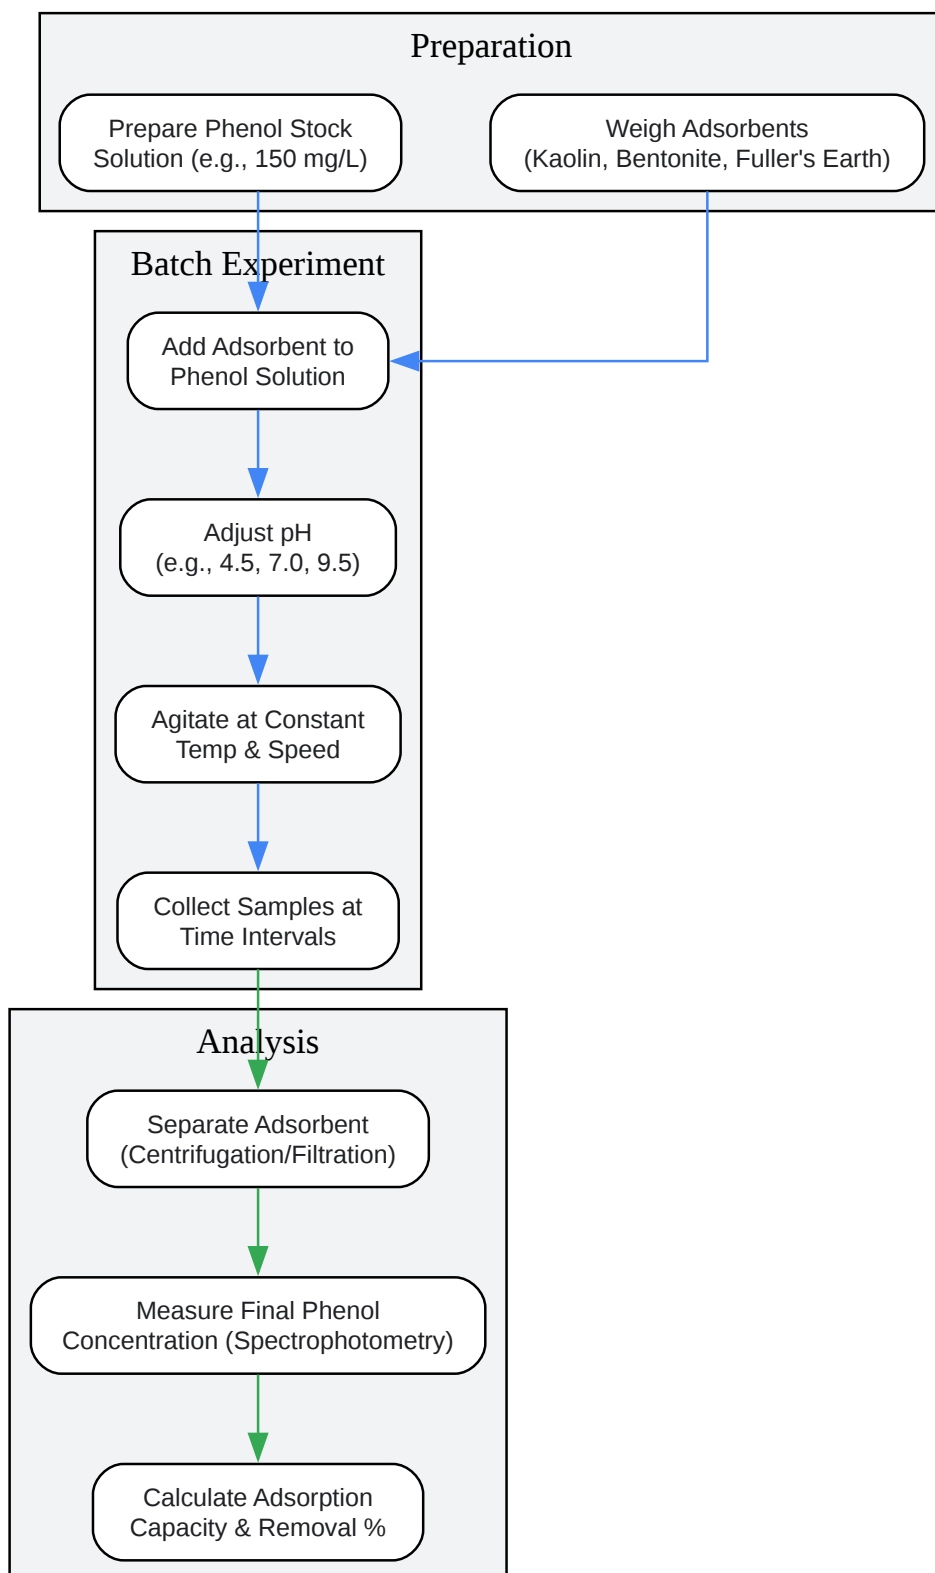 Preparation
Prepare Phenol Stock
Solution (e.g., 150 mg/L)
Weigh Adsorbents
(Kaolin, Bentonite, Fuller's Earth)
Batch Experiment
Add Adsorbent to
Phenol Solution
Adjust pH
(e.g., 4.5, 7.0, 9.5)
Agitate at Constant
Temp & Speed
Collect Samples at
Time Intervals
Analysis
Separate Adsorbent
(Centrifugation/Filtration)
Measure Final Phenol
Concentration (Spectrophotometry)
Calculate Adsorption
Capacity & Removal %